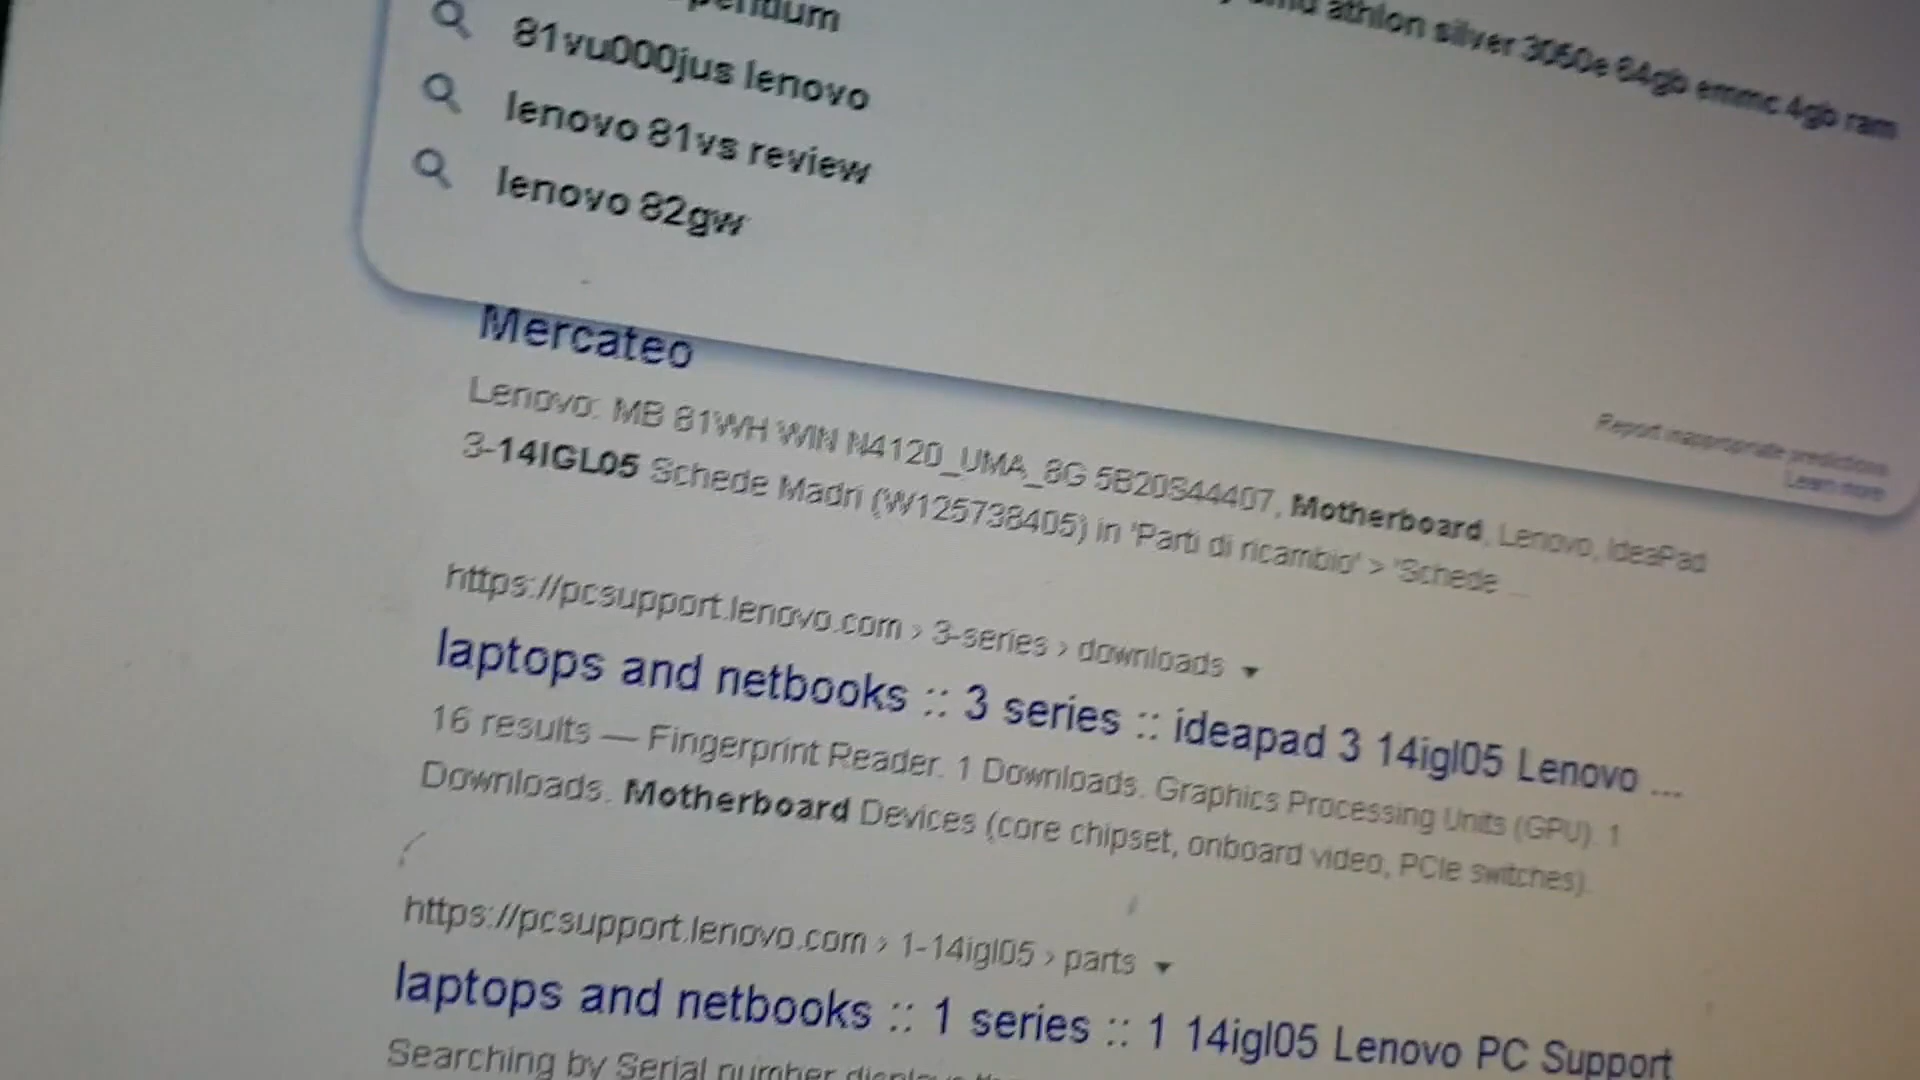 athlon silver 3050e 64gb emmc 4gb ram
81vu000jus lenovo
lenovo 81vs review
lenovo 82gw
Report inappropriate predictions
Learn more
Mercateo
Lenovo: MB 81WH WIN N4120_UMA_8G 5B20S44407, Motherboard, Lenovo, IdeaPad
3-14IGL05 Schede Madri (W125738405) in 'Parti di ricambio' > 'Schede ...
https://pcsupport.lenovo.com › 3-series › downloads
laptops and netbooks :: 3 series :: ideapad 3 14igl05 Lenovo ...
16 results — Fingerprint Reader. 1 Downloads. Graphics Processing Units (GPU). 1
Downloads. Motherboard Devices (core chipset, onboard video, PCIe switches).
https://pcsupport.lenovo.com › 1-14igl05 › parts
laptops and netbooks :: 1 series :: 1 14igl05 Lenovo PC Support
Searching by Serial number